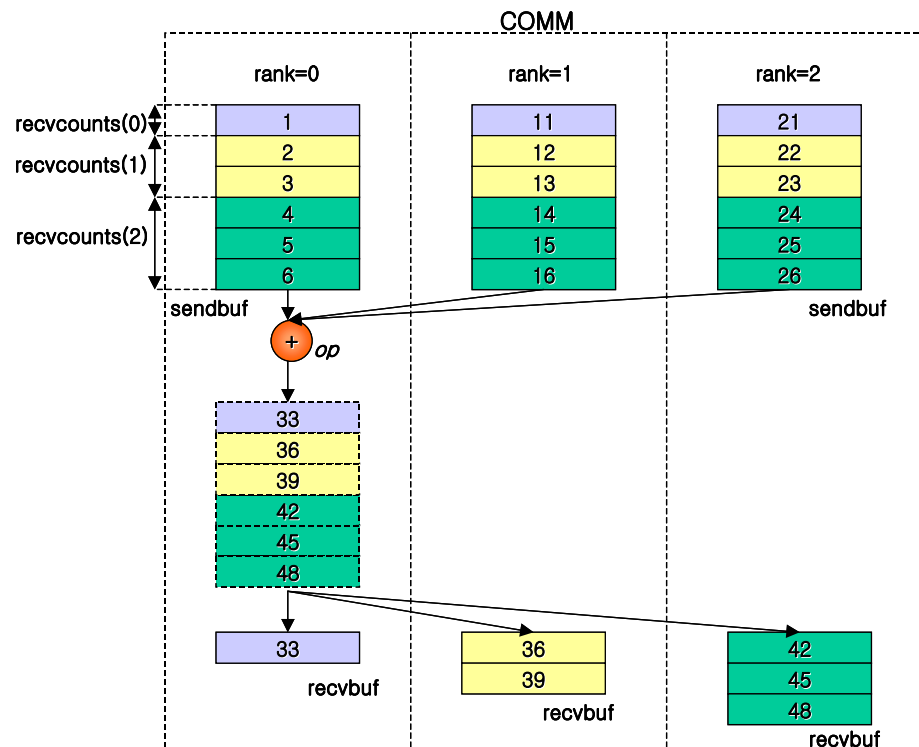 COMM
rank=0 rank=1 rank=2
recvcounts(0)
recvcounts(1)
recvcounts(2)
1 11 21
2 12 22
3 13 23
4 14 24
5 15 25
6 16 26
sendbuf sendbuf
+ op
33
36
39
42
45
48
33 36 42
39 45
48
recvbuf recvbuf recvbuf